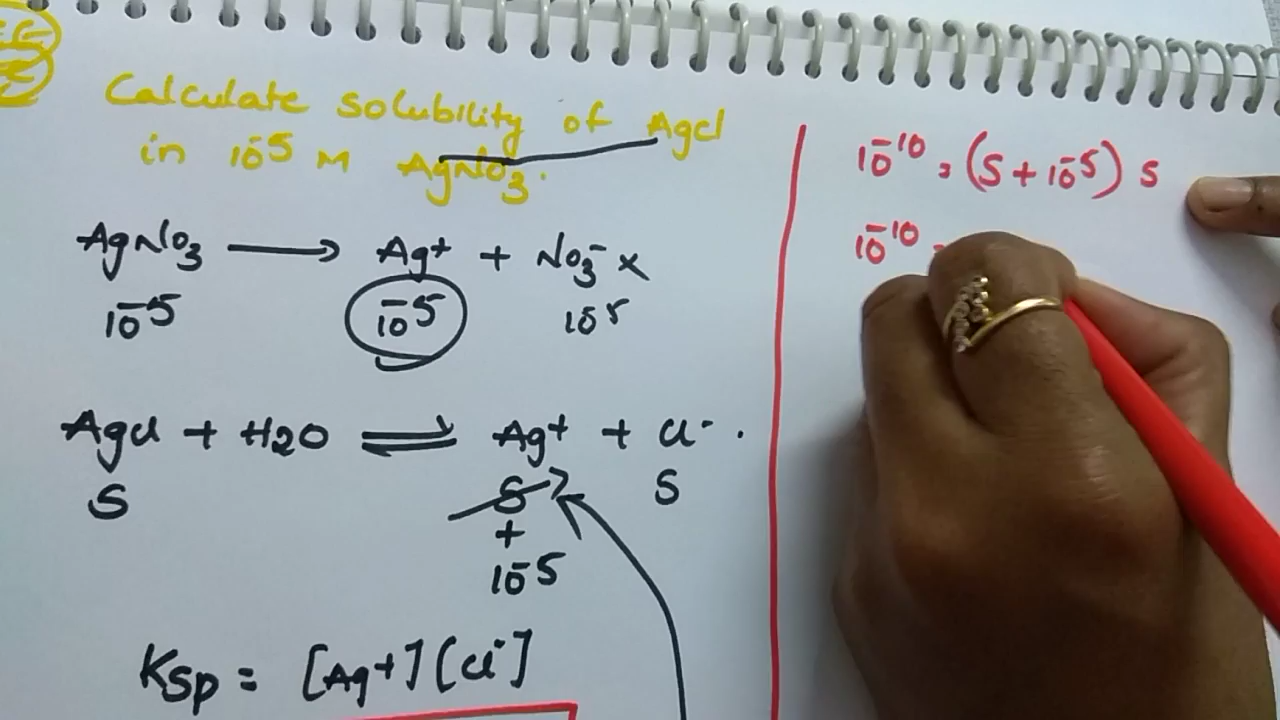 Calculate solubility of Agcl
in 10⁻⁵ M AgNO₃.
AgNO₃ ⟶ Ag⁺ + NO₃⁻ x
10⁻⁵ 10⁻⁵ 10⁻⁵
Agcl + H2O ⇌ Ag⁺ + cl⁻ .
S S S
+
10⁻⁵
Ksp = [Ag⁺] [cl⁻]
10⁻¹⁰ = (S + 10⁻⁵) s
10⁻¹⁰ =